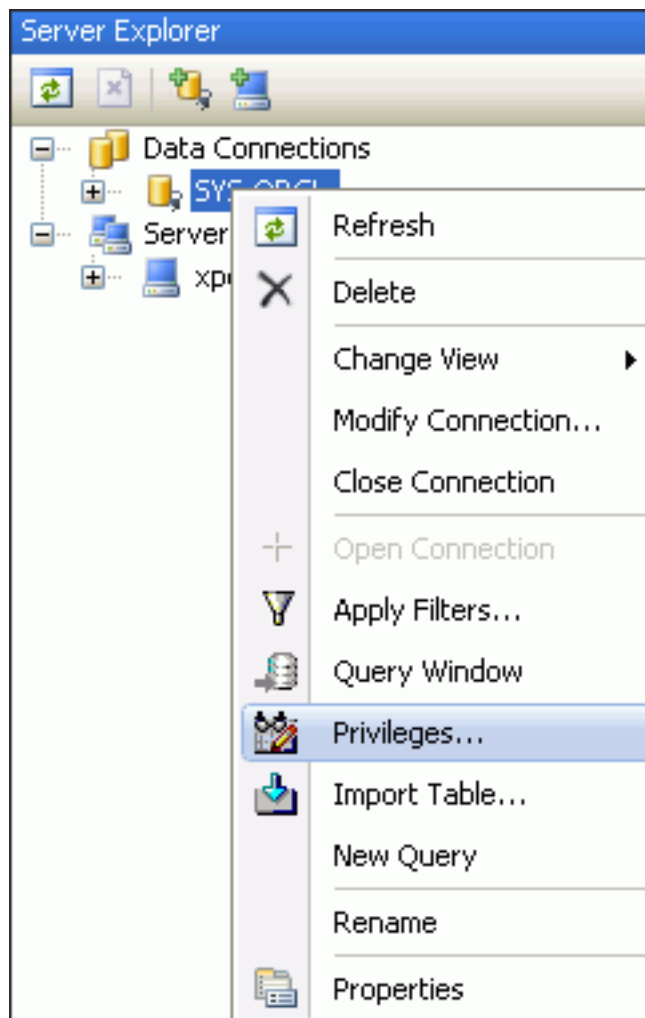 Server Explorer
Data Connections
Server
Refresh
Delete
Change View
Modify Connection...
Close Connection
Open Connection
Apply Filters...
Query Window
Privileges...
Import Table...
New Query
Rename
Properties